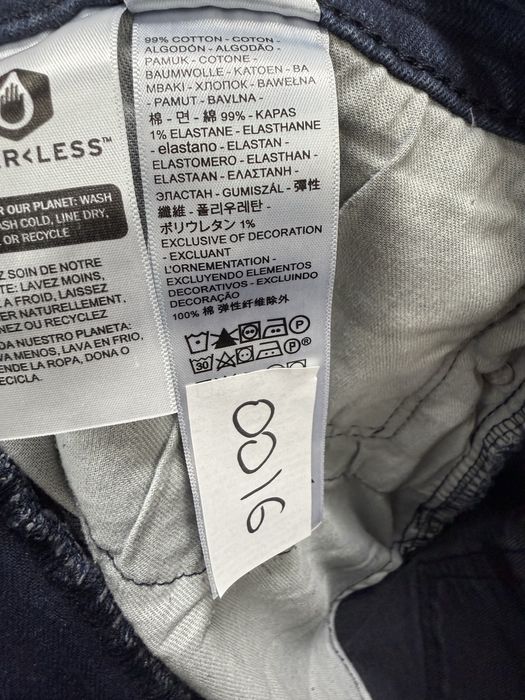 R<LESS™
R OUR PLANET: WASH
ASH COLD, LINE DRY,
OR RECYCLE
Z SOIN DE NOTRE
TE: LAVEZ MOINS,
A FROID, LAISSEZ
ER NATURELLEMENT,
NEZ OU RECYCLEZ
DA NUESTRO PLANETA:
VA MENOS, LAVA EN FRIO,
ENDE LA ROPA, DONA O
ECICLA.
99% COTTON - COTON -
ALGODÓN - ALGODÃO -
PAMUK - COTONE -
BAUMWOLLE - KATOEN - BA
MBAKI - ХЛОПОК - BAWEŁNA
- PAMUT - BAVLNA -
棉 - 면 - 綿 99% - KAPAS
1% ELASTANE - ELASTHANNE
- elastano - ELASTAN -
ELASTOMERO - ELASTHAN -
ELASTAAN - ΕΛΑΣΤΑΝΗ -
ЭЛАСТАН - GUMISZÁL - 彈性
纖維 - 폴리우레탄 -
ポリウレタン 1%
EXCLUSIVE OF DECORATION
- EXCLUANT
L'ORNEMENTATION -
EXCLUYENDO ELEMENTOS
DECORATIVOS - EXCLUINDO
DECORAÇÃO
100% 棉 弹性纤维除外
P
30 P®
8016